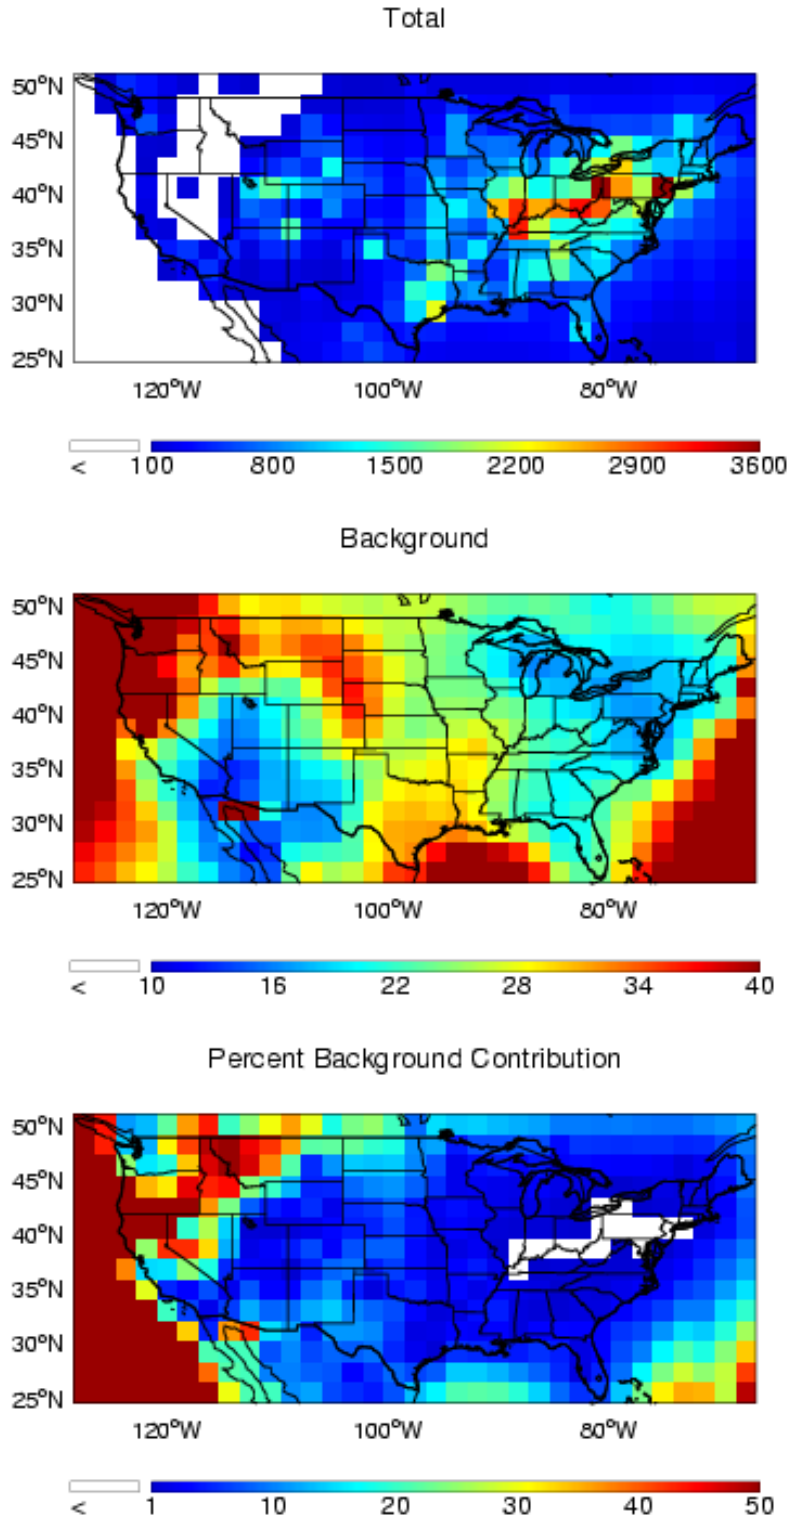 Total
50°N
45°N
40°N
35°N
30°N
25°N
120°W 100°W 80°W
< 100 800 1500 2200 2900 3600
Background
50°N
45°N
40°N
35°N
30°N
25°N
120°W 100°W 80°W
< 10 16 22 28 34 40
Percent Background Contribution
50°N
45°N
40°N
35°N
30°N
25°N
120°W 100°W 80°W
< 1 10 20 30 40 50